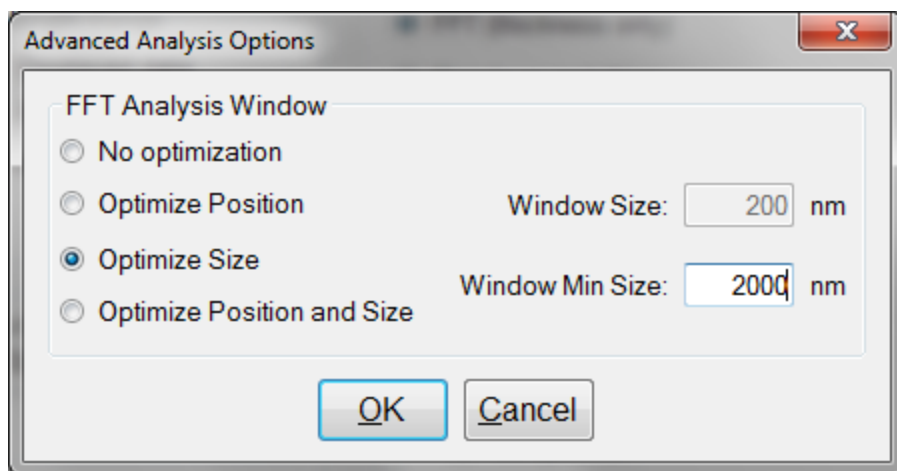 Advanced Analysis Options
FFT Analysis Window
No optimization
Optimize Position
Window Size: 200 nm
Optimize Size
Window Min Size: 2000 nm
Optimize Position and Size
OK
Cancel